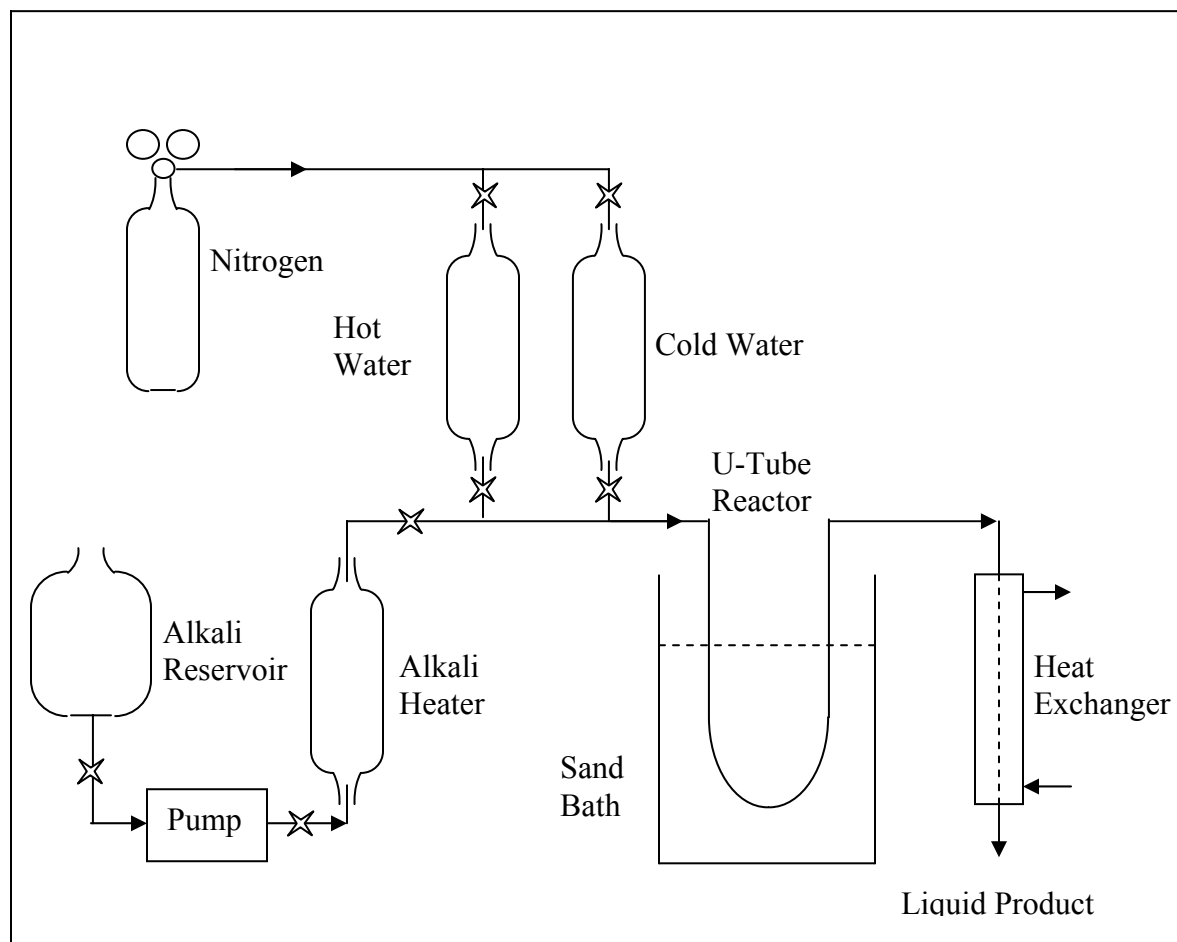 Nitrogen
Hot
Water
Cold Water
U-Tube
Reactor
Alkali
Reservoir
Alkali
Heater
Heat
Exchanger
Sand
Bath
Pump
Liquid Product